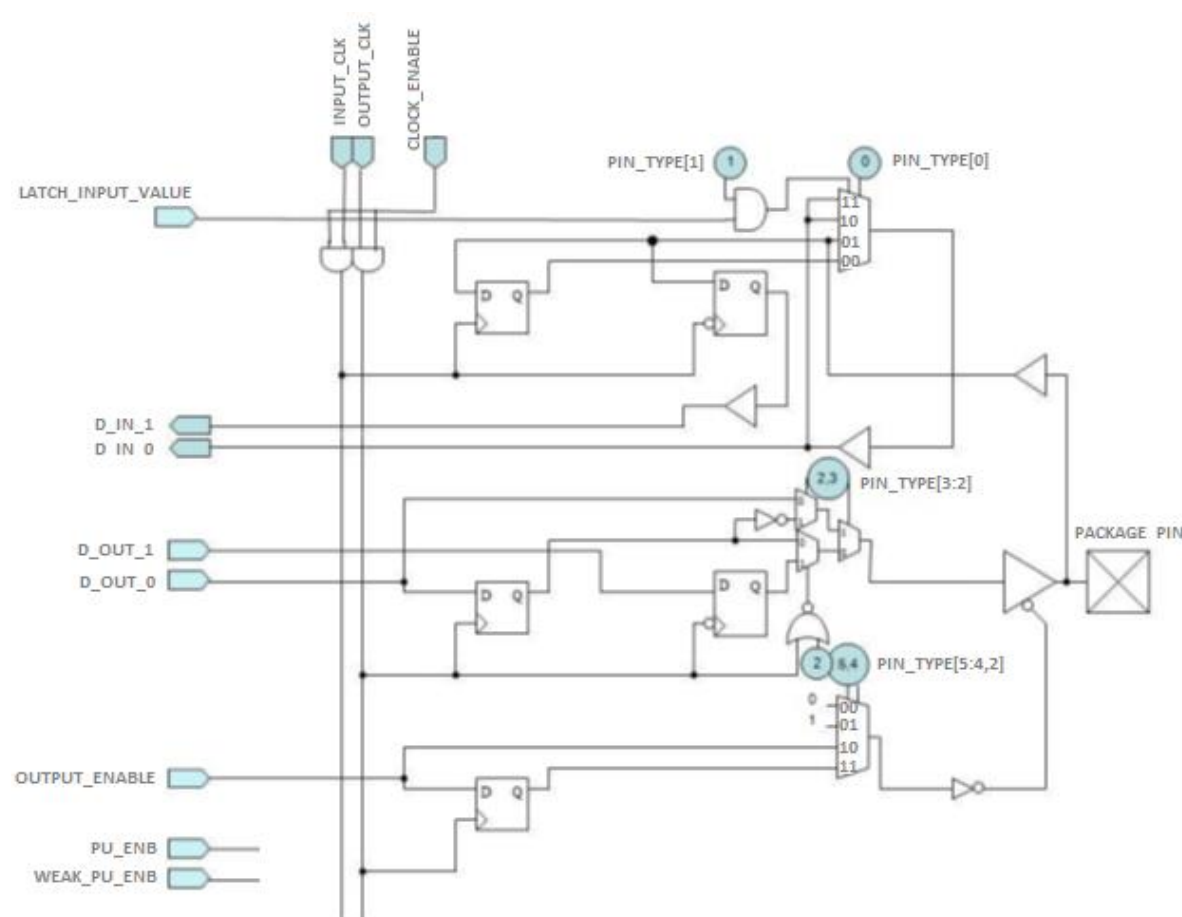 INPUT_CLK
OUTPUT_CLK
CLOCK_ENABLE
PIN_TYPE[1]
1
0
PIN_TYPE[0]
LATCH_INPUT_VALUE
11
10
01
00
D Q
D Q
D_IN_1
D_IN_0
2,3
PIN_TYPE[3:2]
PACKAGE_PIN
D_OUT_1
D_OUT_0
D Q
D Q
2
5,4
PIN_TYPE[5:4,2]
0
00
1
01
10
11
OUTPUT_ENABLE
D Q
PU_ENB
WEAK_PU_ENB